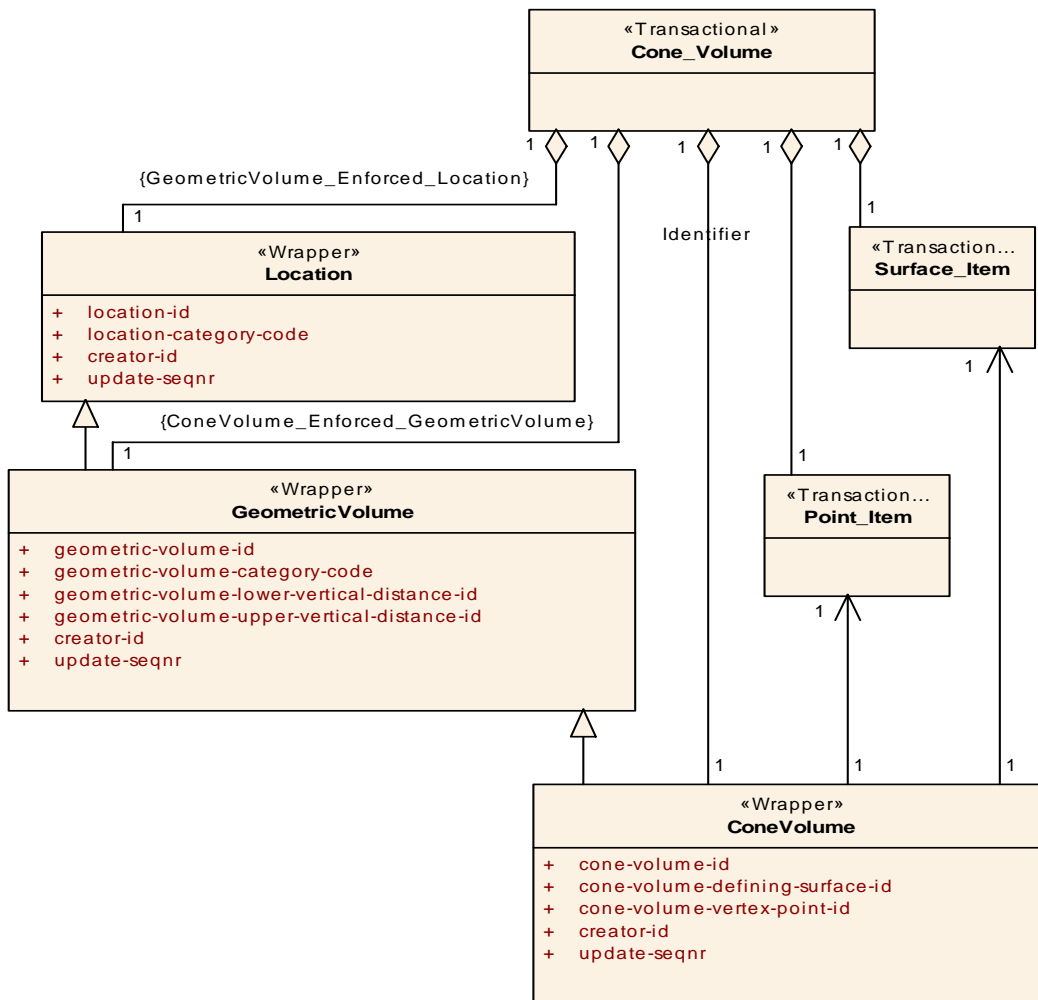 «Transactional»
Cone_Volume
1
1
1
1
1
{GeometricVolume_Enforced_Location}
1
1
Identifier
«Wrapper»
Location
+ location-id
+ location-category-code
+ creator-id
+ update-seqnr
«Transaction...
Surface_Item
1
{ConeVolume_Enforced_GeometricVolume}
1
1
«Wrapper»
GeometricVolume
+ geometric-volume-id
+ geometric-volume-category-code
+ geometric-volume-lower-vertical-distance-id
+ geometric-volume-upper-vertical-distance-id
+ creator-id
+ update-seqnr
«Transaction...
Point_Item
1
1
1
1
«Wrapper»
ConeVolume
+ cone-volume-id
+ cone-volume-defining-surface-id
+ cone-volume-vertex-point-id
+ creator-id
+ update-seqnr